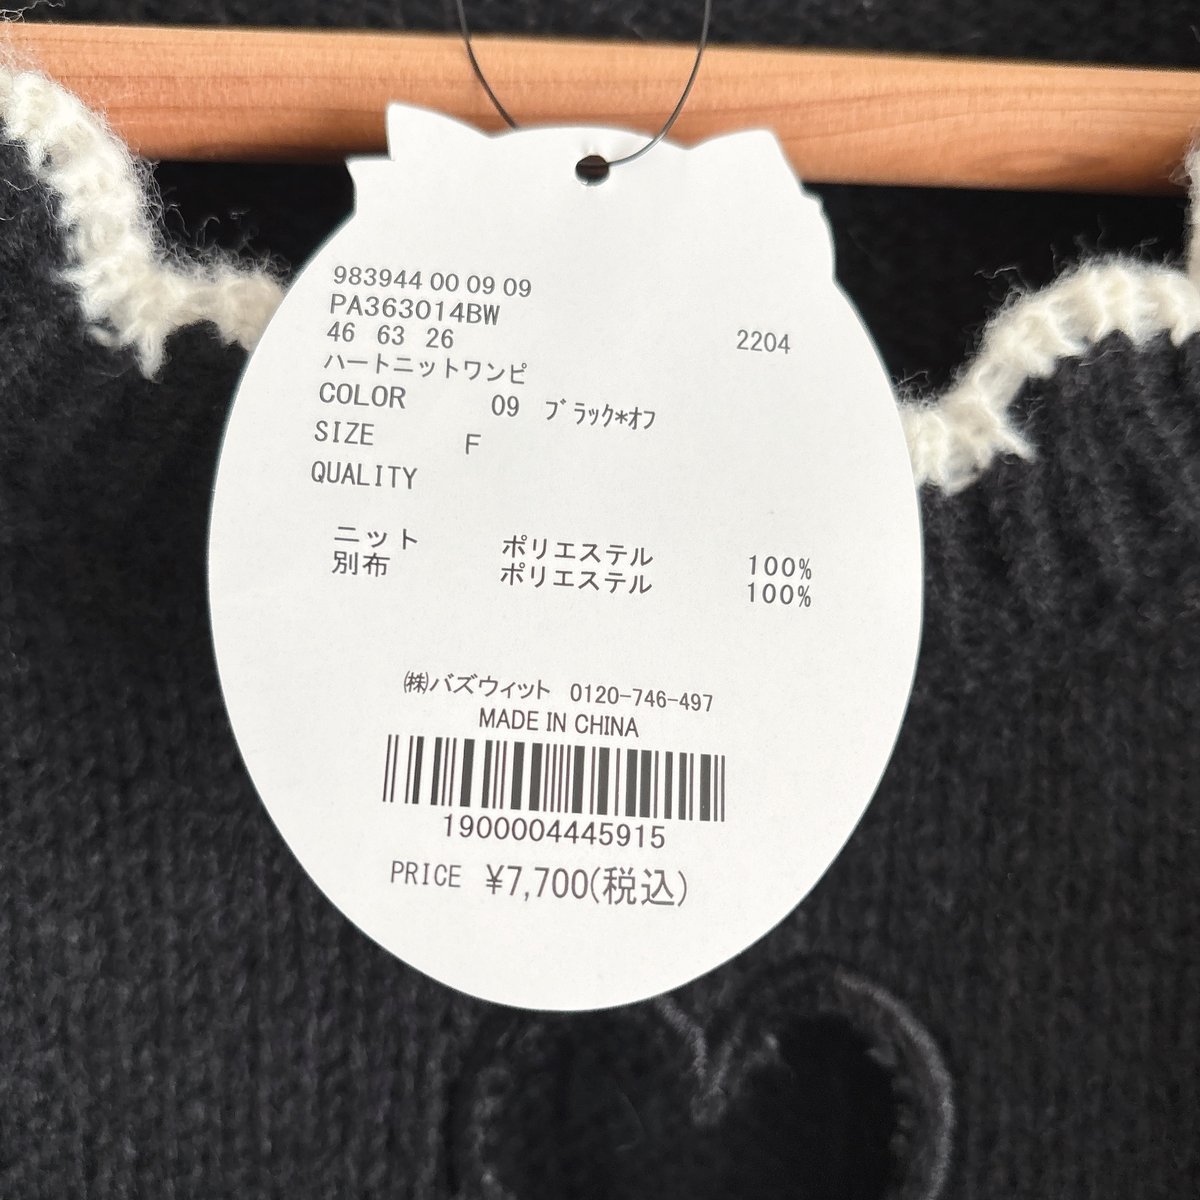 983944 00 09 09
PA363014BW
46 63 26 2204
ハートニットワンピ
COLOR 09 ﾌﾞﾗｯｸ*ｵﾌ
SIZE F
QUALITY
ニット ポリエステル 100%
別布 ポリエステル 100%
㈱バズウィット 0120-746-497
MADE IN CHINA
1900004445915
PRICE ¥7,700(税込)